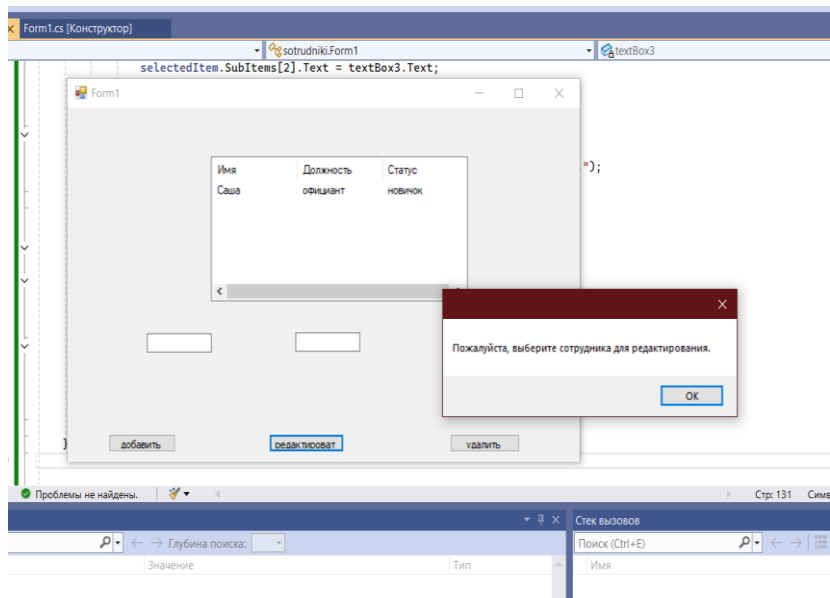 Form1.cs [Конструктор]
sotrudniki.Form1
textBox3
selectedItem.SubItems[2].Text = textBox3.Text;
Form1
");
Имя Должность Статус
Саша официант новичок
Пожалуйста, выберите сотрудника для редактирования.
OK
}
добавить редактироват удалить
Проблемы не найдены.
Стр: 131 Симв
Стек вызовов
Глубина поиска:
Поиск (Ctrl+E)
Значение Тип
Имя